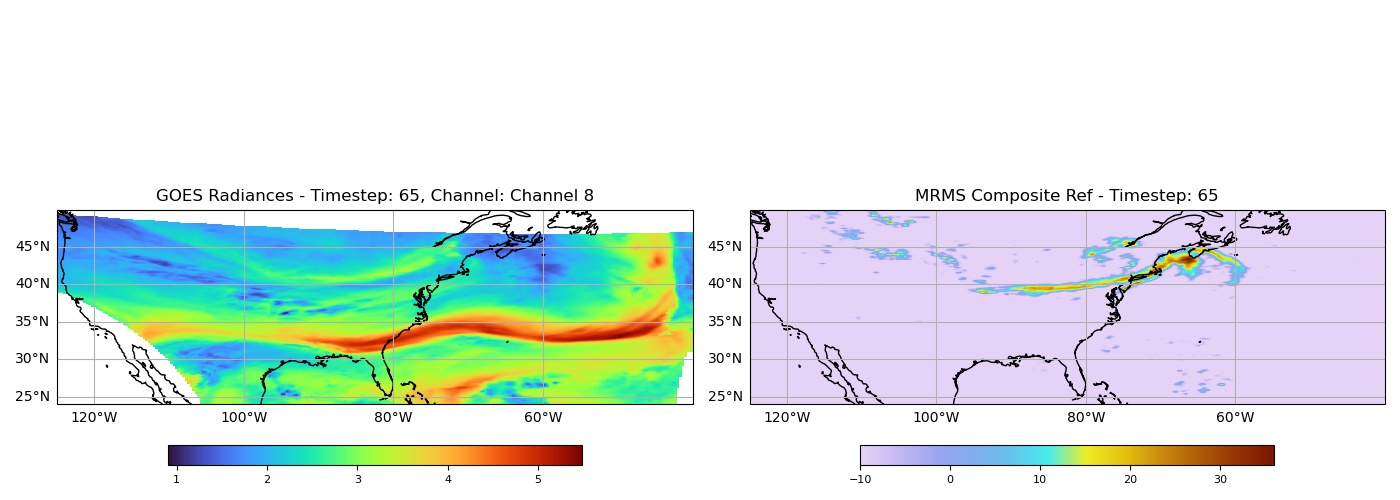 GOES Radiances - Timestep: 65, Channel: Channel 8
45°N
40°N
35°N
30°N
25°N
120°W 100°W 80°W 60°W
1 2 3 4 5
MRMS Composite Ref - Timestep: 65
45°N
40°N
35°N
30°N
25°N
120°W 100°W 80°W 60°W
−10 0 10 20 30